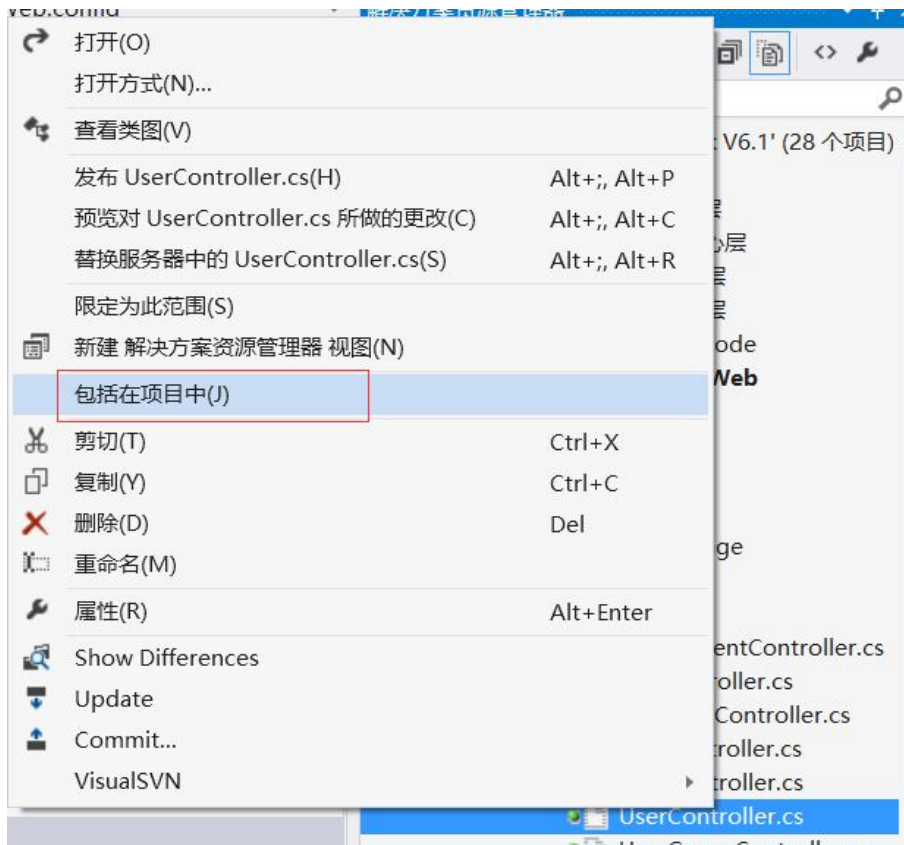 打开(O)
打开方式(N)...
查看类图(V)
发布 UserController.cs(H) Alt+;, Alt+P
预览对 UserController.cs 所做的更改(C) Alt+;, Alt+C
替换服务器中的 UserController.cs(S) Alt+;, Alt+R
限定为此范围(S)
新建 解决方案资源管理器 视图(N)
包括在项目中(J)
剪切(T) Ctrl+X
复制(Y) Ctrl+C
删除(D) Del
重命名(M)
属性(R) Alt+Enter
Show Differences
Update
Commit...
VisualSVN
V6.1' (28 个项目)
层
心层
层
层
ode
Web
ge
entController.cs
roller.cs
Controller.cs
troller.cs
troller.cs
UserController.cs